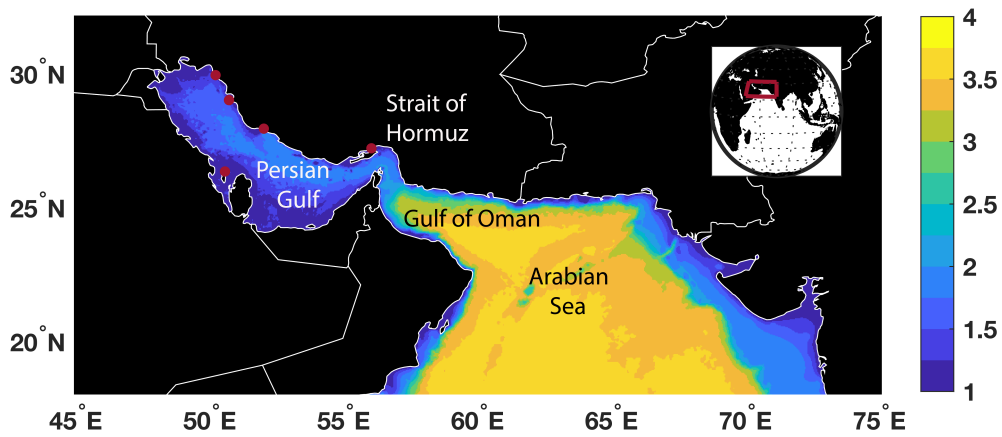 30°N
25°N
20°N
45°E
50°E
55°E
60°E
65°E
70°E
75°E
Strait of
Hormuz
Persian
Gulf
Gulf of Oman
Arabian
Sea
4
3.5
3
2.5
2
1.5
1